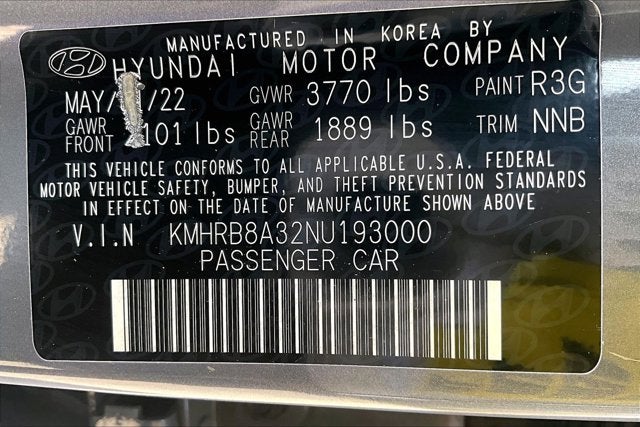 MANUFACTURED IN KOREA BY
HYUNDAI MOTOR COMPANY
MAY/ /22 GVWR 3770 lbs PAINT R3G
GAWR FRONT 101 lbs GAWR REAR 1889 lbs TRIM NNB
THIS VEHICLE CONFORMS TO ALL APPLICABLE U.S.A. FEDERAL
MOTOR VEHICLE SAFETY, BUMPER, AND THEFT PREVENTION STANDARDS
IN EFFECT ON THE DATE OF MANUFACTURE SHOWN ABOVE
V.I.N KMHRB8A32NU193000
PASSENGER CAR